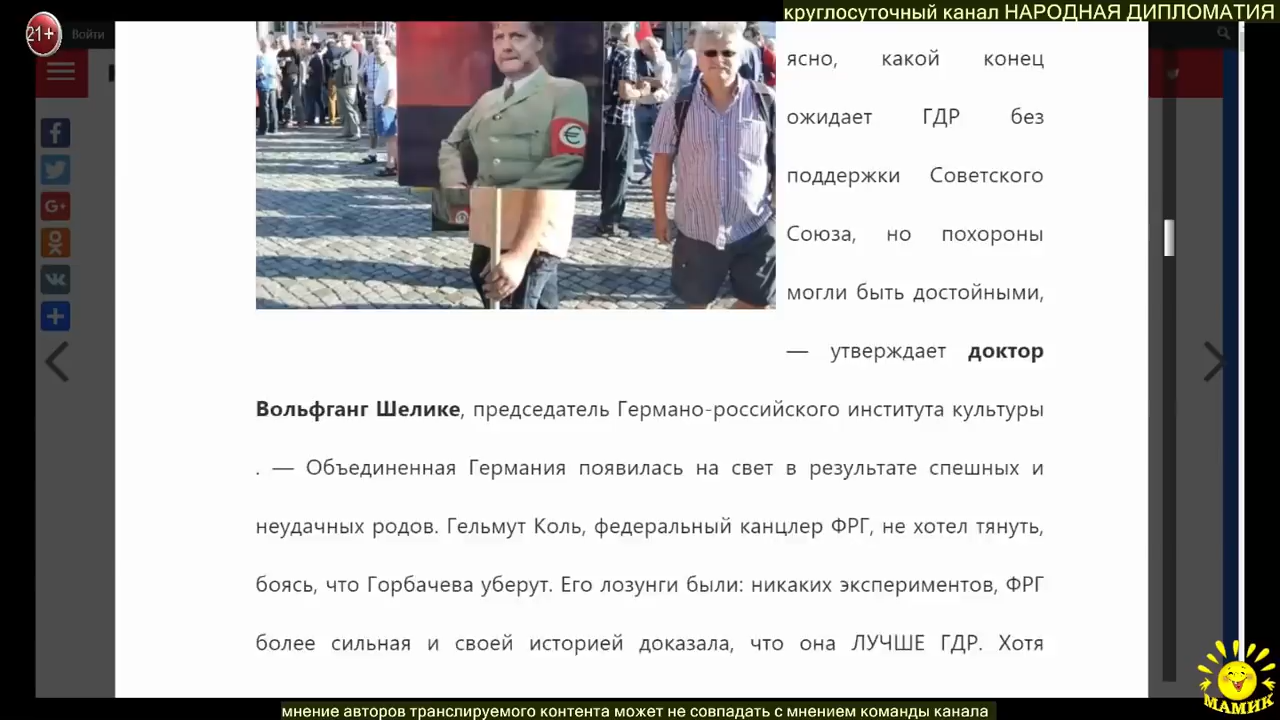 круглосуточный канал НАРОДНАЯ ДИПЛОМАТИЯ
21+
Войти
ясно, какой конец
ожидает ГДР без
поддержки Советского
Союза, но похороны
могли быть достойными,
— утверждает доктор
Вольфганг Шелике, председатель Германо-российского института культуры
. — Объединенная Германия появилась на свет в результате спешных и
неудачных родов. Гельмут Коль, федеральный канцлер ФРГ, не хотел тянуть,
боясь, что Горбачева уберут. Его лозунги были: никаких экспериментов, ФРГ
более сильная и своей историей доказала, что она ЛУЧШЕ ГДР. Хотя
МАМИК
мнение авторов транслируемого контента может не совпадать с мнением команды канала